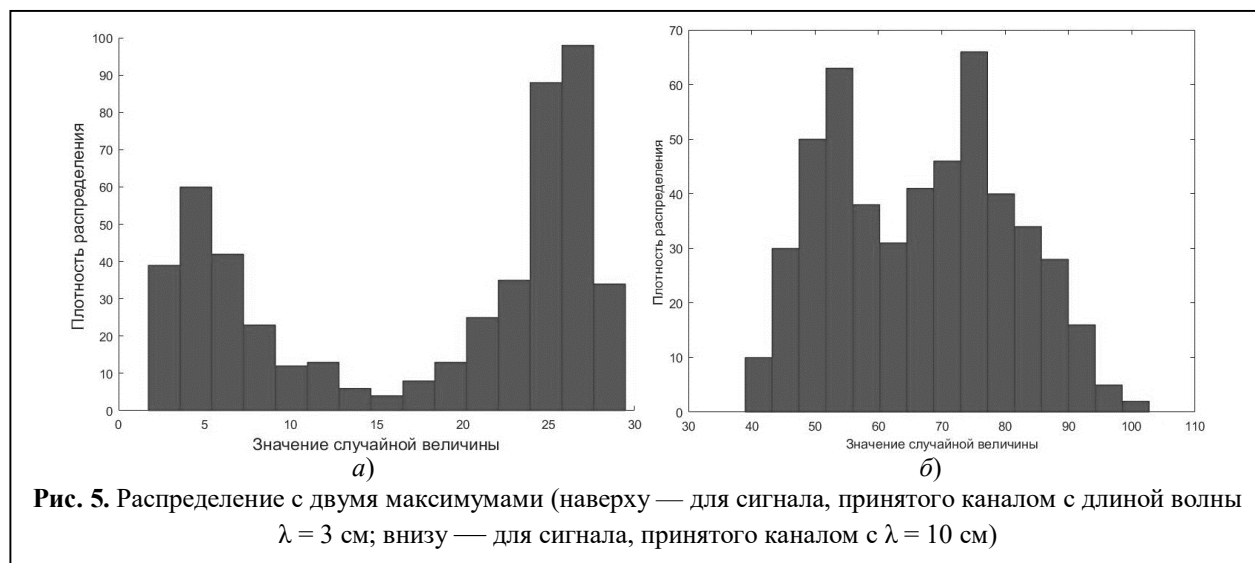 100
90
80
70
60
50
40
30
20
10
0
Плотность распределения
0 5 10 15 20 25 30
Значение случайной величины
а)
70
60
50
40
30
20
10
0
Плотность распределения
30 40 50 60 70 80 90 100 110
Значение случайной величины
б)
Рис. 5. Распределение с двумя максимумами (наверху — для сигнала, принятого каналом с длиной волны
λ = 3 см; внизу — для сигнала, принятого каналом с λ = 10 см)